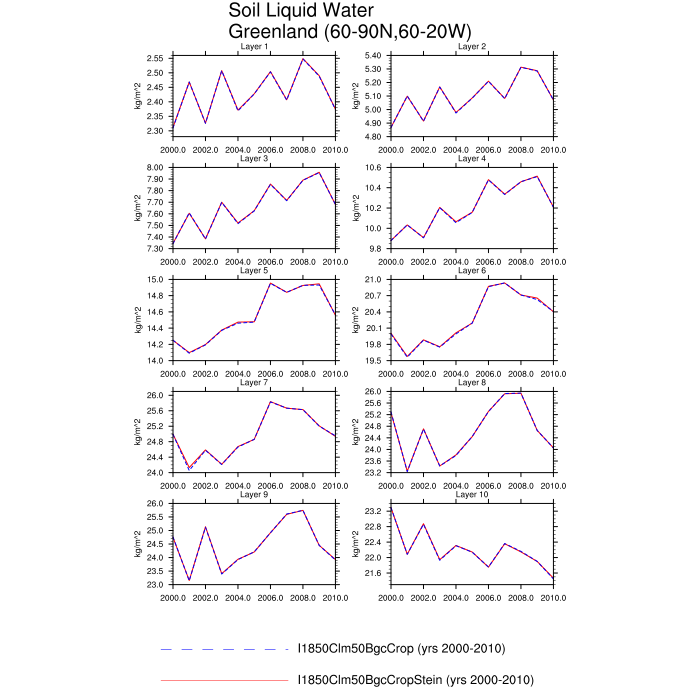 Soil Liquid Water
Greenland (60-90N,60-20W)
Layer 1
kg/m^2
2.55
2.50
2.45
2.40
2.35
2.30
2000.0 2002.0 2004.0 2006.0 2008.0 2010.0
Layer 2
kg/m^2
5.40
5.30
5.20
5.10
5.00
4.90
4.80
2000.0 2002.0 2004.0 2006.0 2008.0 2010.0
Layer 3
kg/m^2
8.00
7.90
7.80
7.70
7.60
7.50
7.40
7.30
2000.0 2002.0 2004.0 2006.0 2008.0 2010.0
Layer 4
kg/m^2
10.6
10.4
10.2
10.0
9.8
2000.0 2002.0 2004.0 2006.0 2008.0 2010.0
Layer 5
kg/m^2
15.0
14.8
14.6
14.4
14.2
14.0
2000.0 2002.0 2004.0 2006.0 2008.0 2010.0
Layer 6
kg/m^2
21.0
20.7
20.4
20.1
19.8
19.5
2000.0 2002.0 2004.0 2006.0 2008.0 2010.0
Layer 7
kg/m^2
26.0
25.6
25.2
24.8
24.4
24.0
2000.0 2002.0 2004.0 2006.0 2008.0 2010.0
Layer 8
kg/m^2
26.0
25.6
25.2
24.8
24.4
24.0
23.6
23.2
2000.0 2002.0 2004.0 2006.0 2008.0 2010.0
Layer 9
kg/m^2
26.0
25.5
25.0
24.5
24.0
23.5
23.0
2000.0 2002.0 2004.0 2006.0 2008.0 2010.0
Layer 10
kg/m^2
23.2
22.8
22.4
22.0
21.6
2000.0 2002.0 2004.0 2006.0 2008.0 2010.0
I1850Clm50BgcCrop (yrs 2000-2010)
I1850Clm50BgcCropStein (yrs 2000-2010)